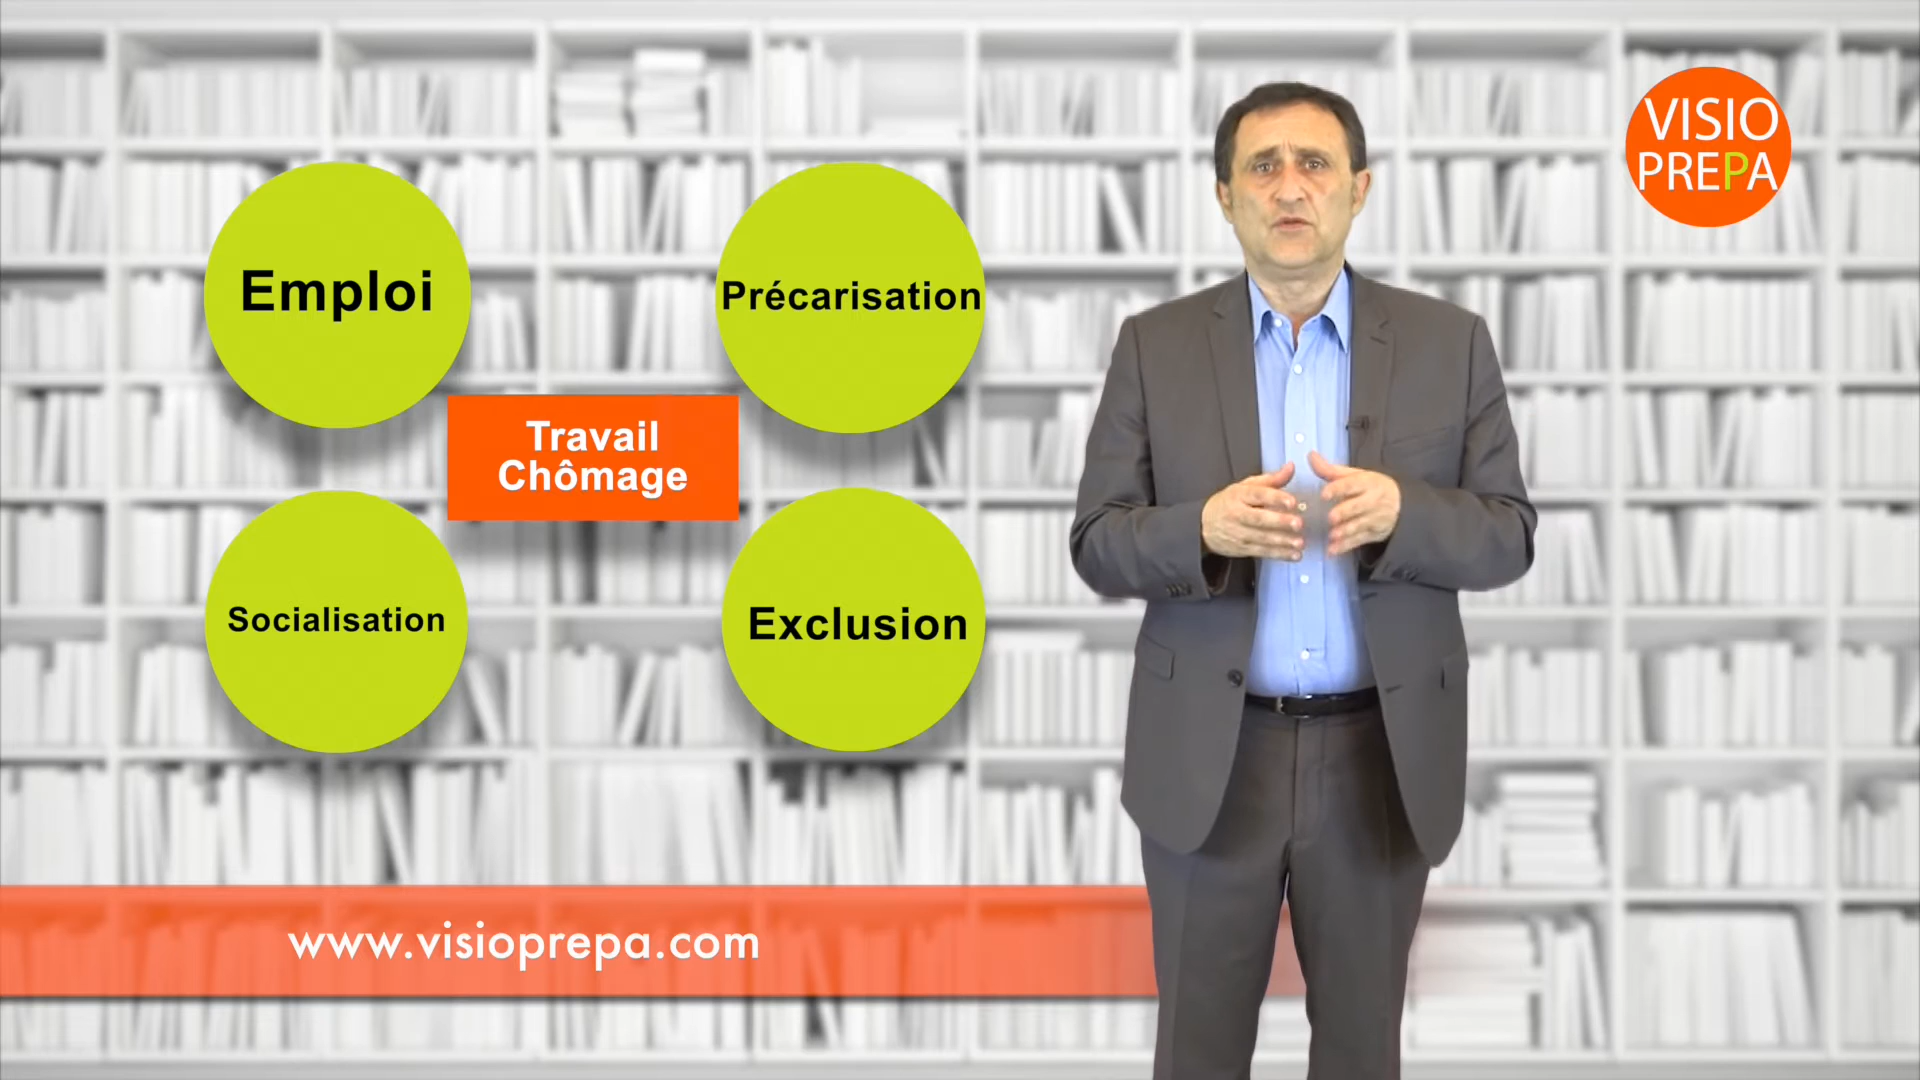 VISIO
PREPA
Emploi
Précarisation
Travail
Chômage
Socialisation
Exclusion
www.visioprepa.com